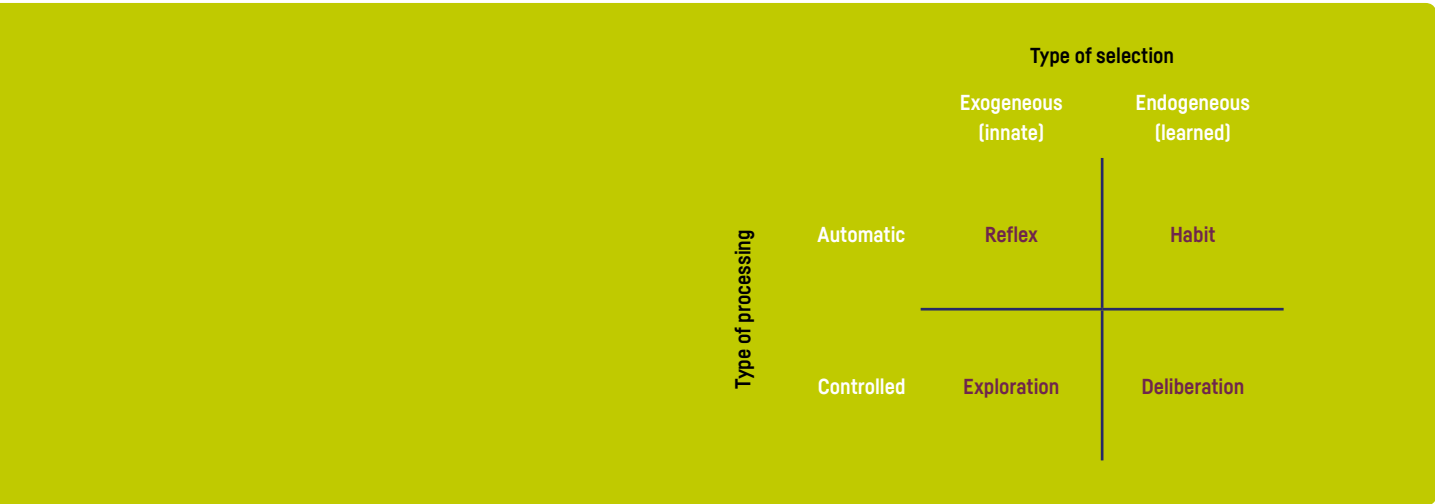 Type of selection
Exogeneous Endogeneous
(innate) (learned)
Type of processing
Automatic Reflex Habit
Controlled Exploration Deliberation